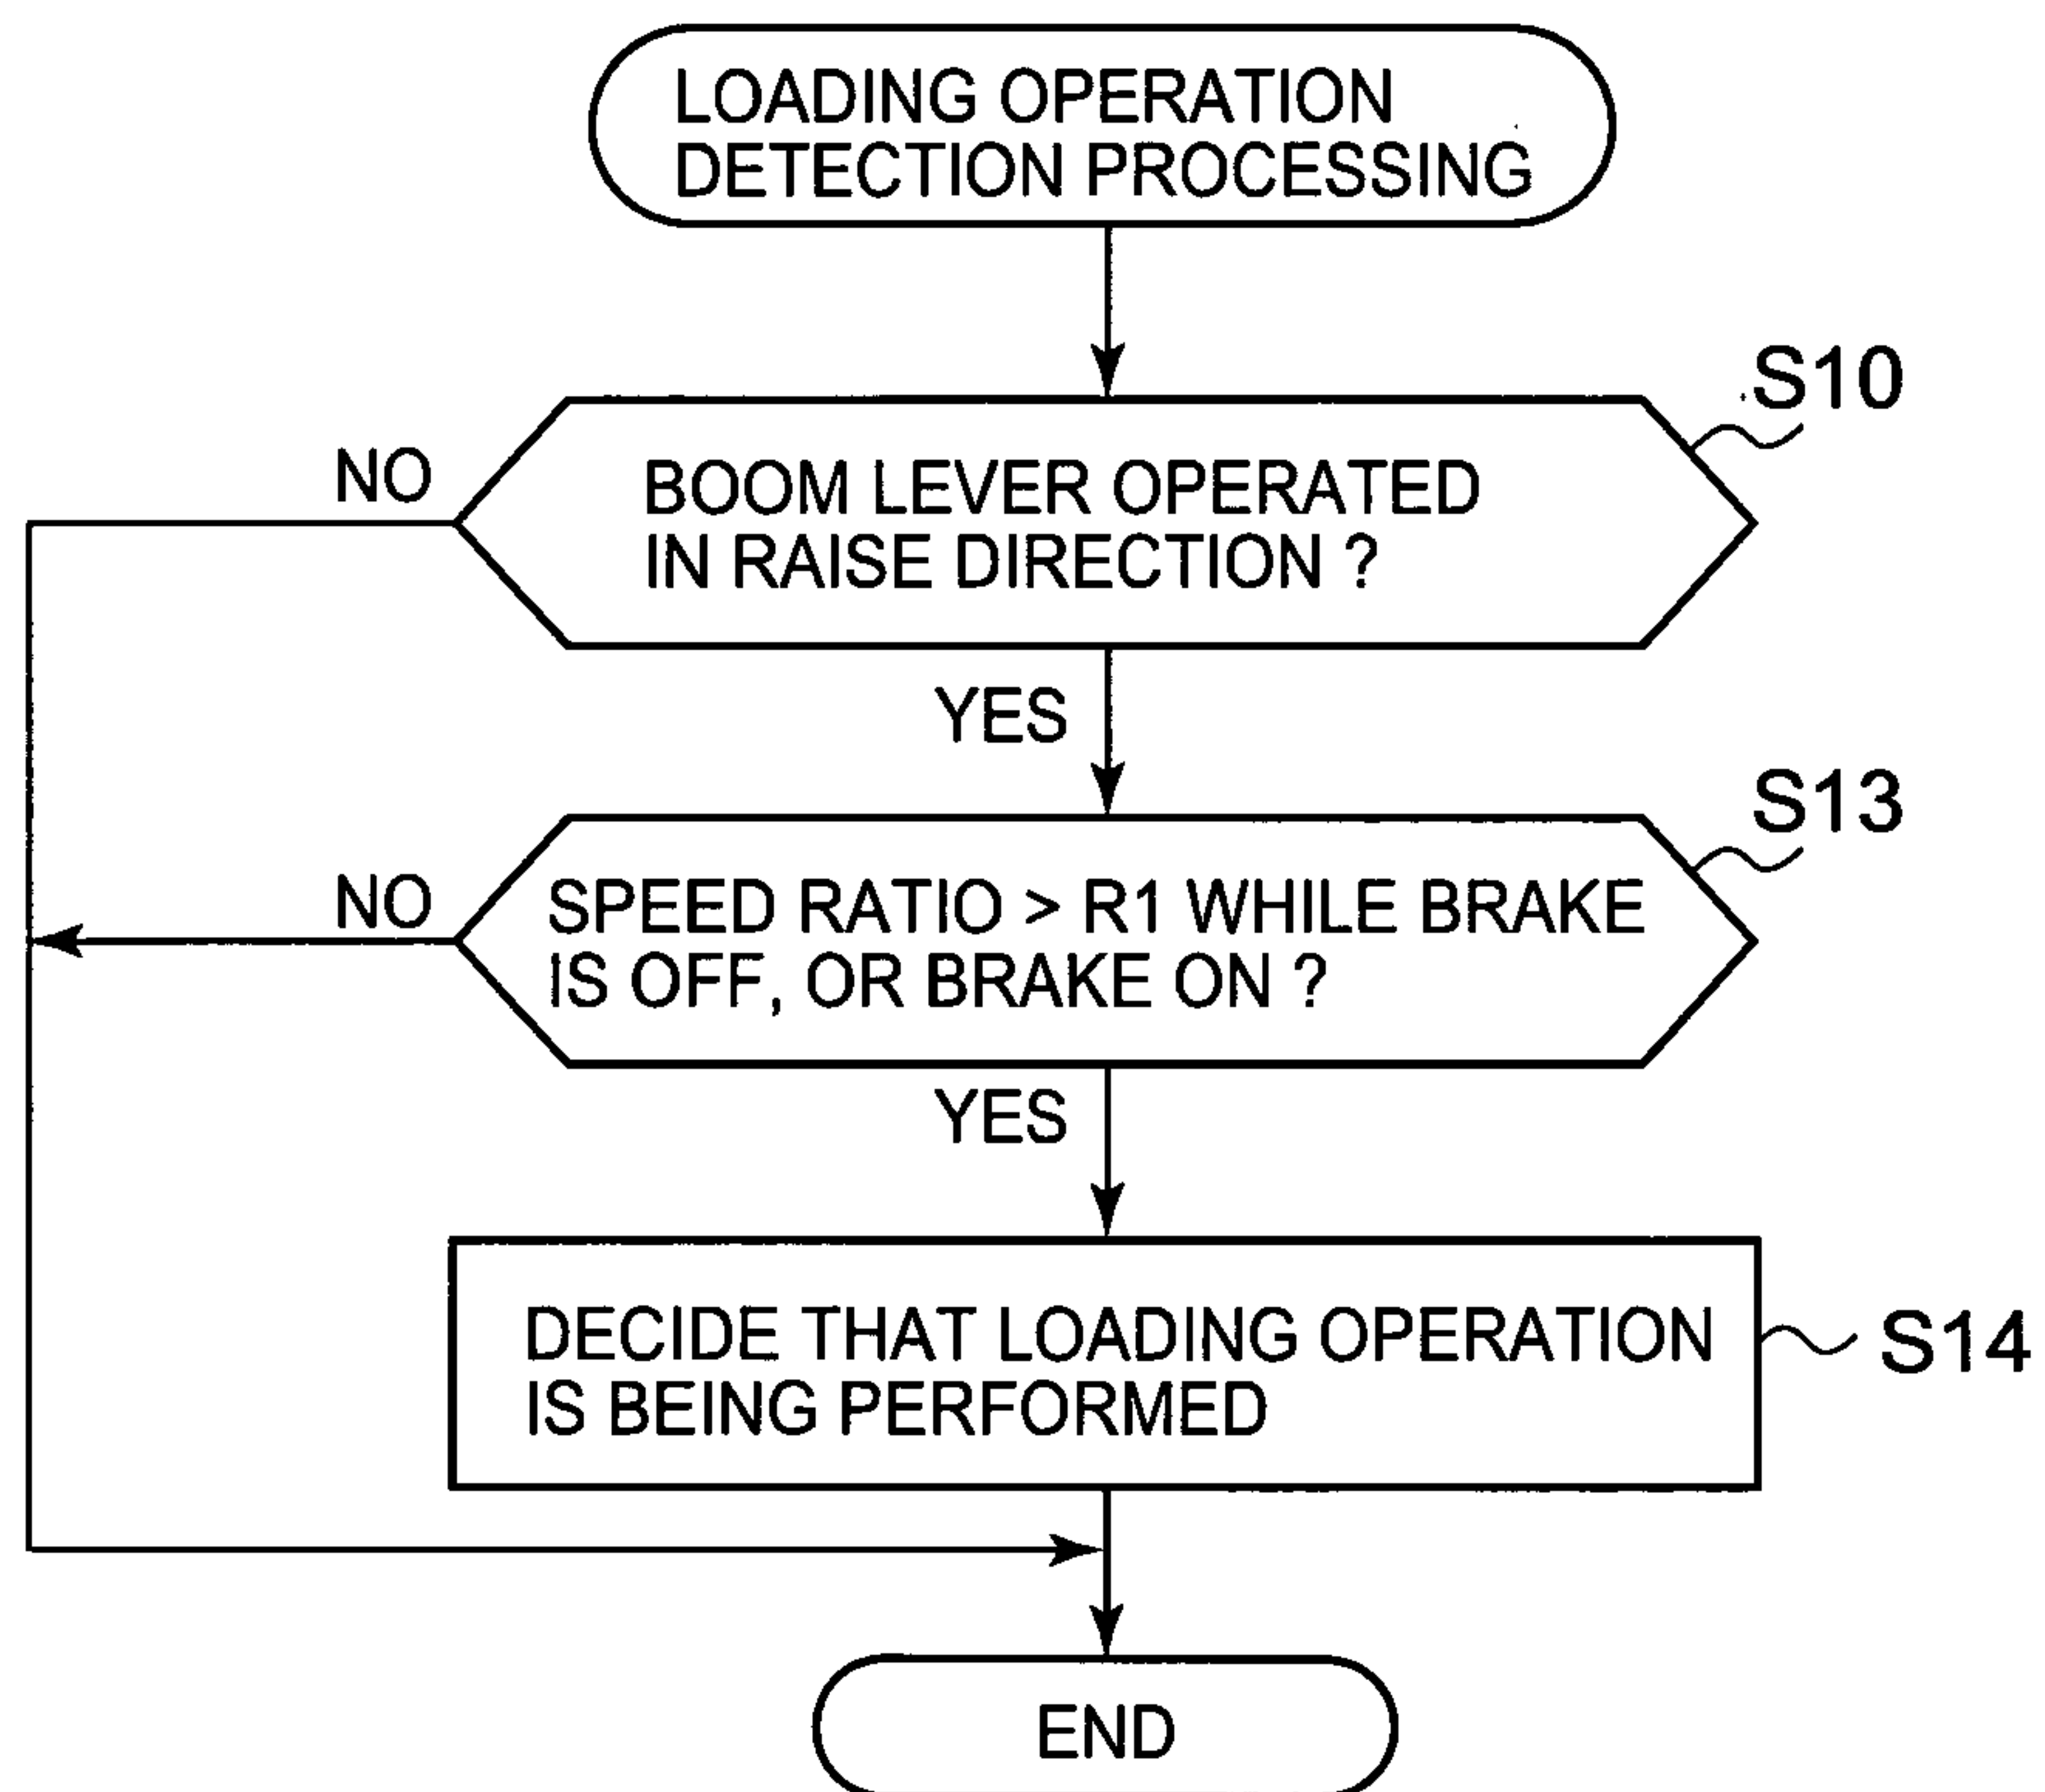 LOADING OPERATION
DETECTION PROCESSING
S10
NO
BOOM LEVER OPERATED
IN RAISE DIRECTION ?
YES
S13
NO
SPEED RATIO > R1 WHILE BRAKE
IS OFF, OR BRAKE ON ?
YES
DECIDE THAT LOADING OPERATION
IS BEING PERFORMED
S14
END